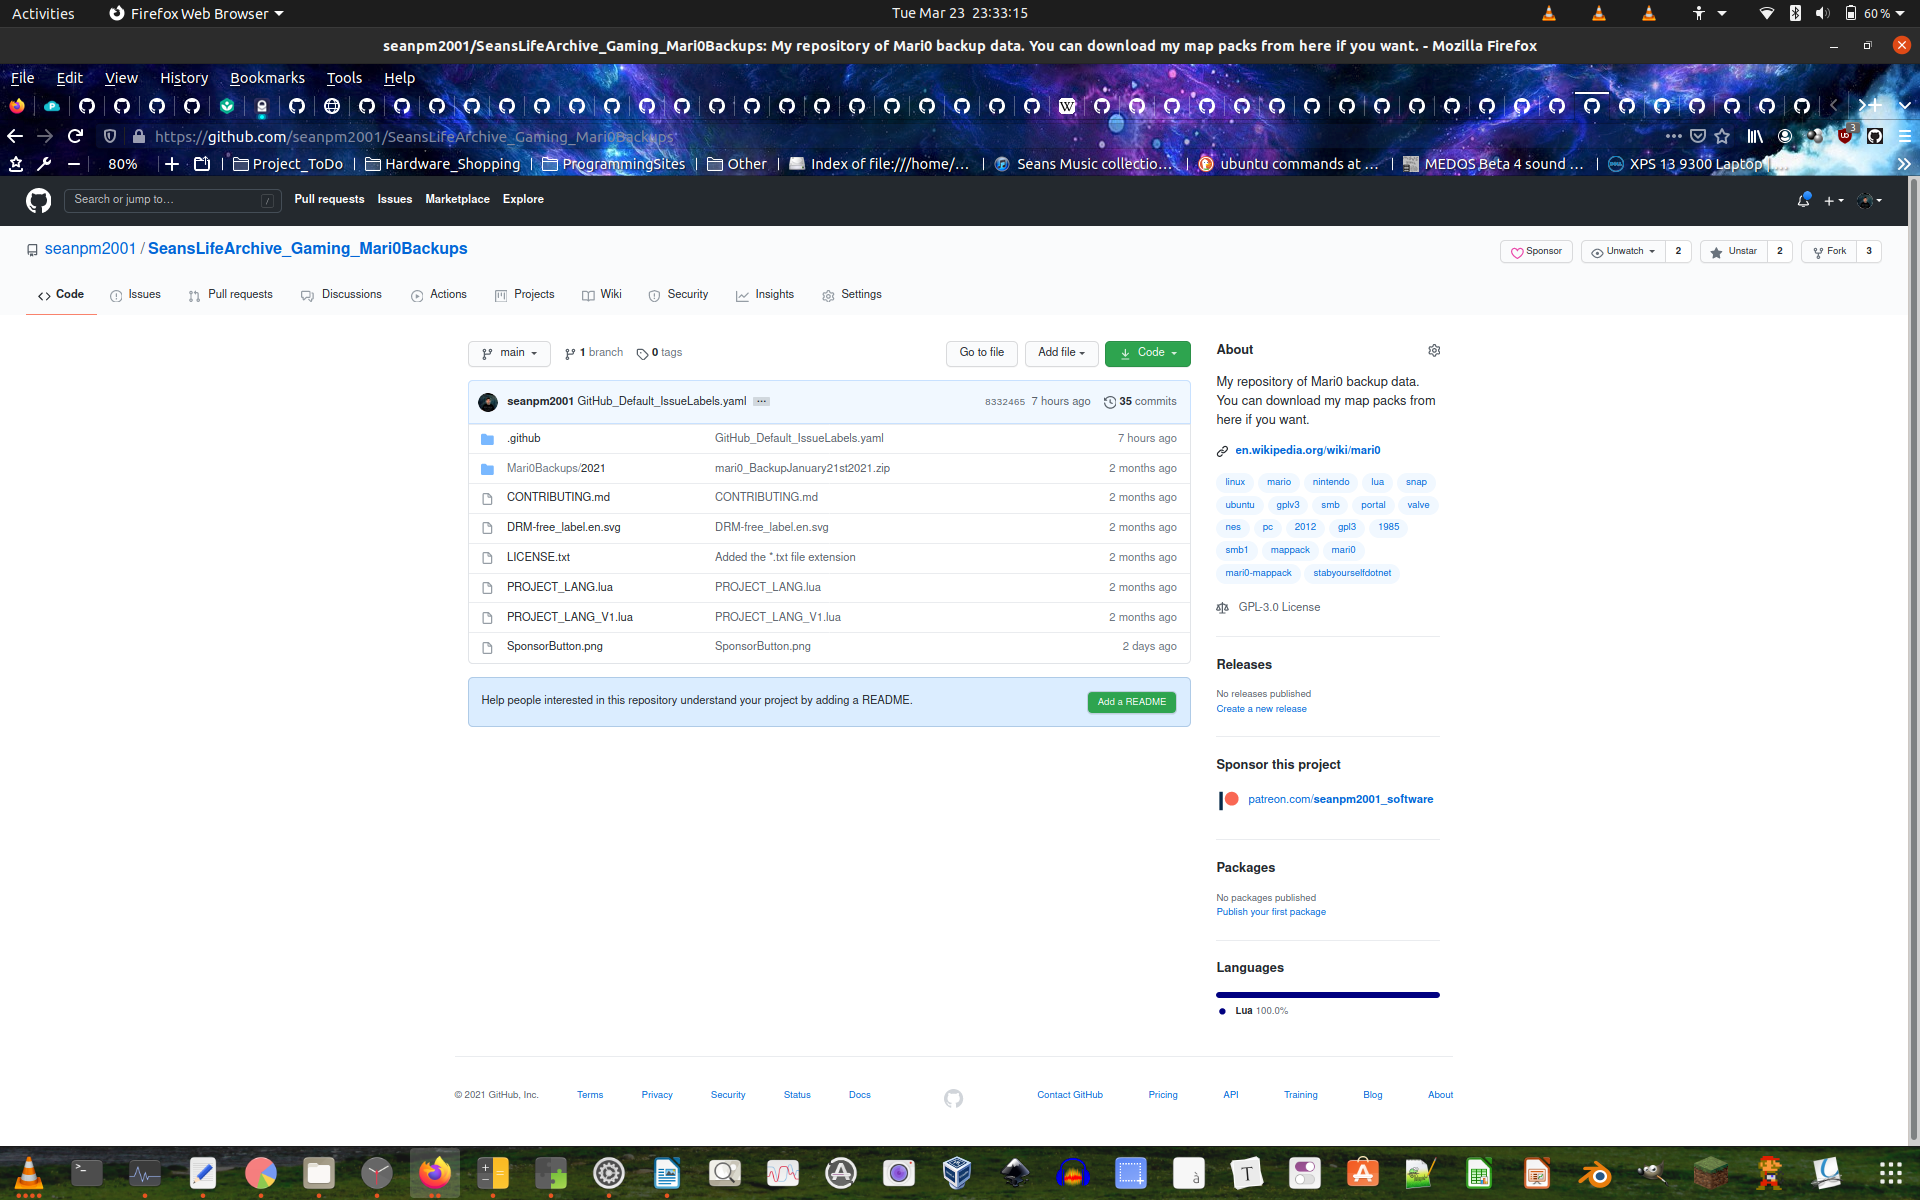 Activities Firefox Web Browser Tue Mar 23 23:33:15 60 %
seanpm2001/SeansLifeArchive_Gaming_Mari0Backups: My repository of Mari0 backup data. You can download my map packs from here if you want. - Mozilla Firefox
File Edit View History Bookmarks Tools Help
https://github.com/seanpm2001/SeansLifeArchive_Gaming_Mari0Backups 3
80% Project_ToDo Hardware_Shopping ProgrammingSites Other Index of file:///home/… Seans Music collectio… ubuntu commands at … MEDOS Beta 4 sound … XPS 13 9300 Laptop |…
Search or jump to… / Pull requests Issues Marketplace Explore
seanpm2001 / SeansLifeArchive_Gaming_Mari0Backups Sponsor Unwatch 2 Unstar 2 Fork 3
Code Issues Pull requests Discussions Actions Projects Wiki Security Insights Settings
main 1 branch 0 tags Go to file Add file Code
seanpm2001 GitHub_Default_IssueLabels.yaml … 8332465 7 hours ago 35 commits
.github GitHub_Default_IssueLabels.yaml 7 hours ago
Mari0Backups/2021 mari0_BackupJanuary21st2021.zip 2 months ago
CONTRIBUTING.md CONTRIBUTING.md 2 months ago
DRM-free_label.en.svg DRM-free_label.en.svg 2 months ago
LICENSE.txt Added the *.txt file extension 2 months ago
PROJECT_LANG.lua PROJECT_LANG.lua 2 months ago
PROJECT_LANG_V1.lua PROJECT_LANG_V1.lua 2 months ago
SponsorButton.png SponsorButton.png 2 days ago
Help people interested in this repository understand your project by adding a README. Add a README
About
My repository of Mari0 backup data.
You can download my map packs from
here if you want.
en.wikipedia.org/wiki/mari0
linux mario nintendo lua snap
ubuntu gplv3 smb portal valve
nes pc 2012 gpl3 1985
smb1 mappack mari0
mari0-mappack stabyourselfdotnet
GPL-3.0 License
Releases
No releases published
Create a new release
Sponsor this project
patreon.com/seanpm2001_software
Packages
No packages published
Publish your first package
Languages
Lua 100.0%
© 2021 GitHub, Inc. Terms Privacy Security Status Docs Contact GitHub Pricing API Training Blog About